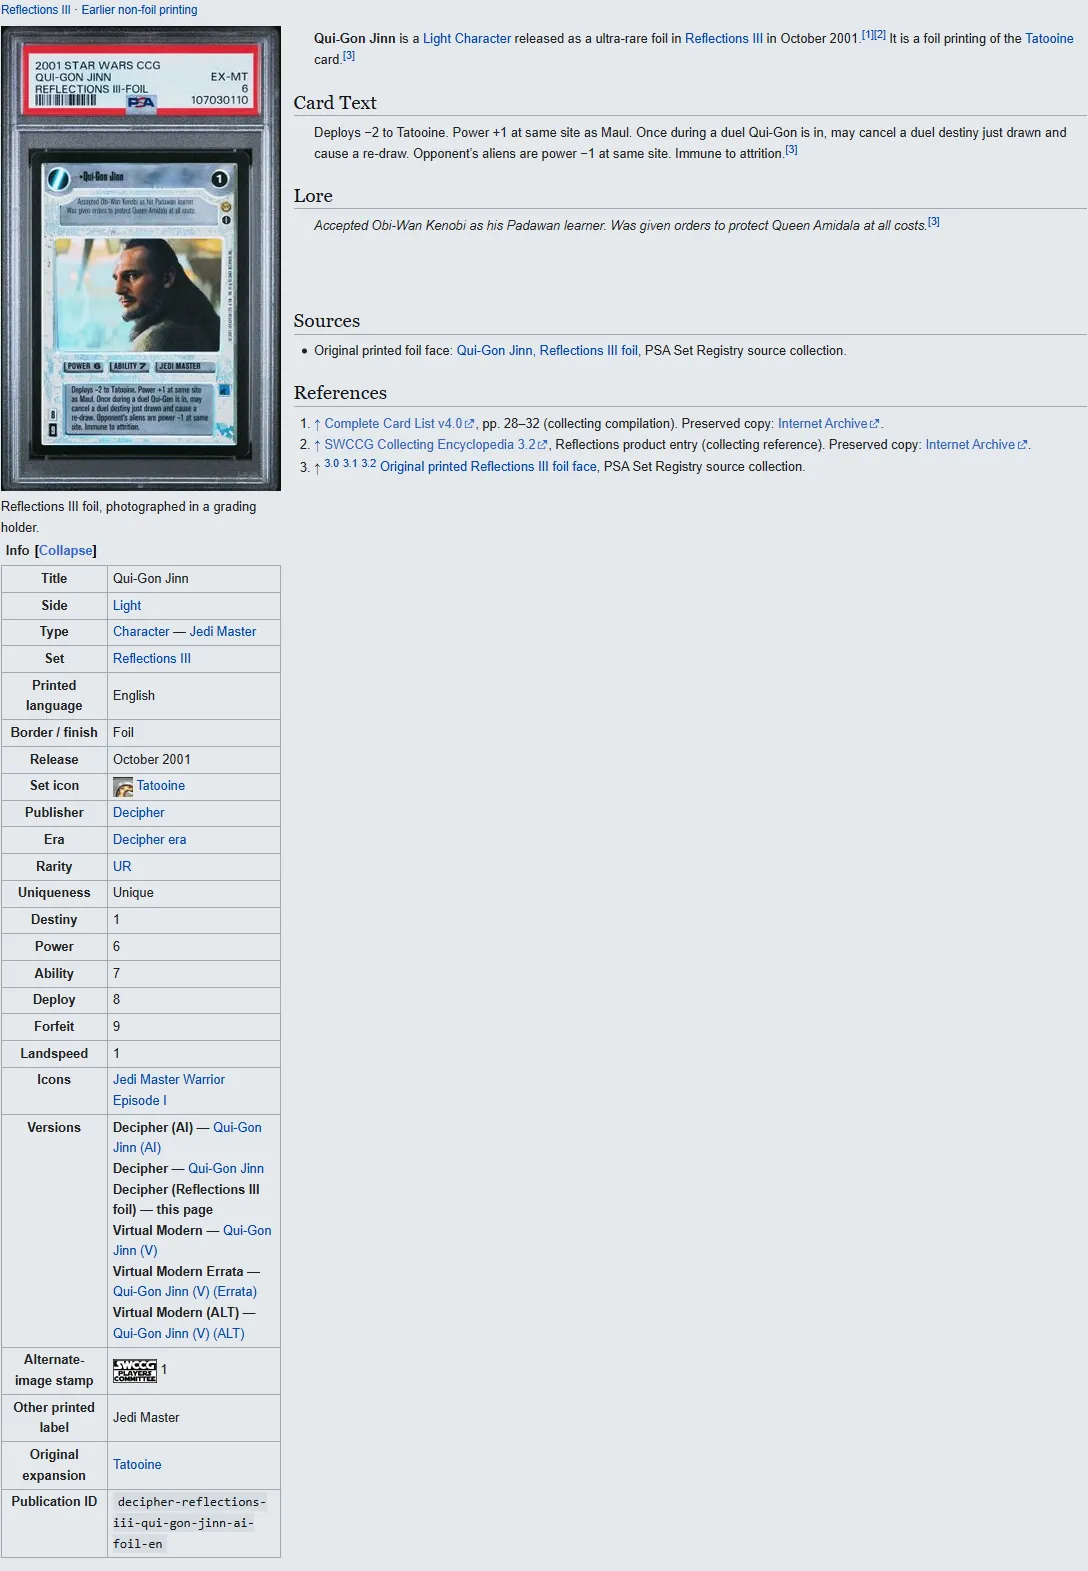 Reflections III · Earlier non-foil printing
2001 STAR WARS CCG
QUI-GON JINN EX-MT
REFLECTIONS III-FOIL 6
PSA 107030110
•Qui-Gon Jinn 1
Accepted Obi-Wan Kenobi as his Padawan learner.
Was given orders to protect Queen Amidala at all costs.
POWER 6 ABILITY 7 JEDI MASTER
Deploys -2 to Tatooine. Power +1 at same site
as Maul. Once during a duel Qui-Gon is in, may
cancel a duel destiny just drawn and cause a
re-draw. Opponent's aliens are power -1 at same
site. Immune to attrition.
8
9
Reflections III foil, photographed in a grading
holder.
Info [Collapse]
Title Qui-Gon Jinn
Side Light
Type Character — Jedi Master
Set Reflections III
Printed
language English
Border / finish Foil
Release October 2001
Set icon Tatooine
Publisher Decipher
Era Decipher era
Rarity UR
Uniqueness Unique
Destiny 1
Power 6
Ability 7
Deploy 8
Forfeit 9
Landspeed 1
Icons Jedi Master Warrior
Episode I
Versions Decipher (AI) — Qui-Gon
Jinn (AI)
Decipher — Qui-Gon Jinn
Decipher (Reflections III
foil) — this page
Virtual Modern — Qui-Gon
Jinn (V)
Virtual Modern Errata —
Qui-Gon Jinn (V) (Errata)
Virtual Modern (ALT) —
Qui-Gon Jinn (V) (ALT)
Alternate-
image stamp SWCCG PLAYERS COMMITTEE 1
Other printed
label Jedi Master
Original
expansion Tatooine
Publication ID decipher-reflections-
iii-qui-gon-jinn-ai-
foil-en
Qui-Gon Jinn is a Light Character released as a ultra-rare foil in Reflections III in October 2001.[1][2] It is a foil printing of the Tatooine
card.[3]
Card Text
Deploys −2 to Tatooine. Power +1 at same site as Maul. Once during a duel Qui-Gon is in, may cancel a duel destiny just drawn and
cause a re-draw. Opponent's aliens are power −1 at same site. Immune to attrition.[3]
Lore
Accepted Obi-Wan Kenobi as his Padawan learner. Was given orders to protect Queen Amidala at all costs.[3]
Sources
• Original printed foil face: Qui-Gon Jinn, Reflections III foil, PSA Set Registry source collection.
References
1. ↑ Complete Card List v4.0, pp. 28–32 (collecting compilation). Preserved copy: Internet Archive.
2. ↑ SWCCG Collecting Encyclopedia 3.2, Reflections product entry (collecting reference). Preserved copy: Internet Archive.
3. ↑ 3.0 3.1 3.2 Original printed Reflections III foil face, PSA Set Registry source collection.